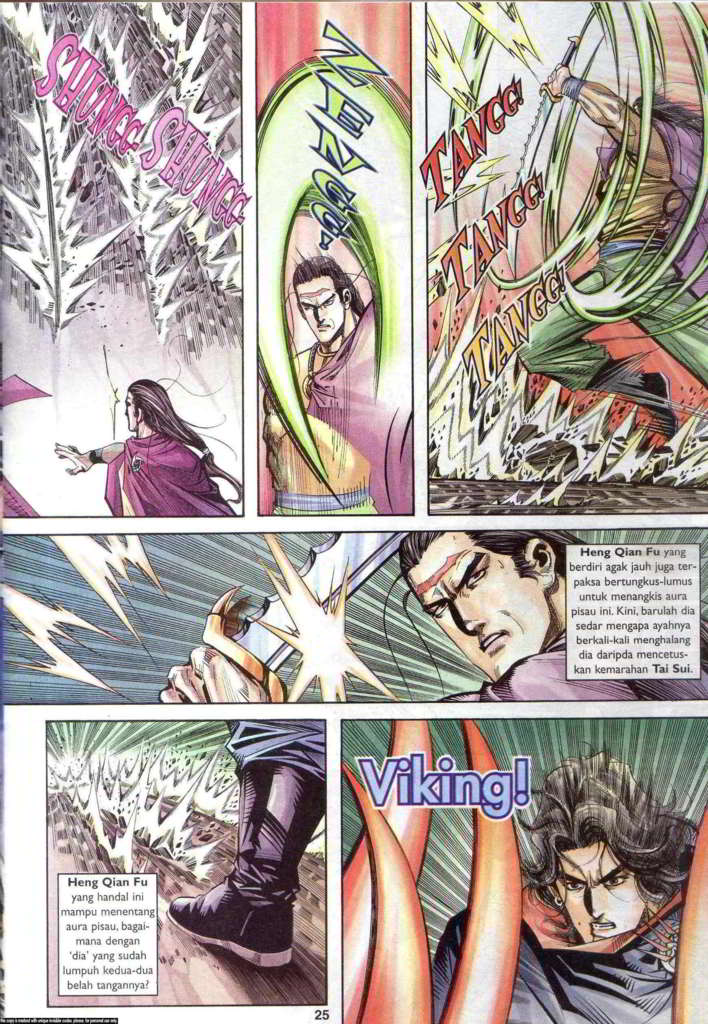 SHUNGG-SHUNGG-
ZENGG!
TANGG!
TANGG!
TANGG!
Heng Qian Fu yang
berdiri agak jauh juga ter-
paksa bertungkus-lumus
untuk menangkis aura
pisau ini. Kini, barulah dia
sedar mengapa ayahnya
berkali-kali menghalang
dia daripada mencetus-
kan kemarahan Tai Sui.
Heng Qian Fu
yang handal ini
mampu menentang
aura pisau, bagai-
mana dengan
'dia' yang sudah
lumpuh kedua-dua
belah tangannya?
Viking!
25